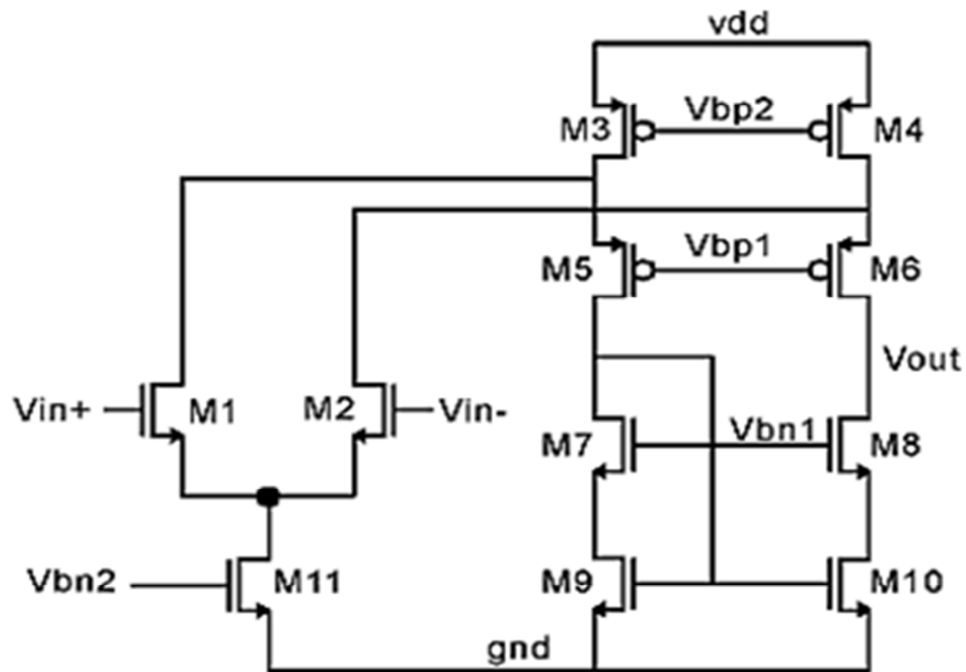 vdd
M3 Vbp2 M4
M5 Vbp1 M6
Vout
Vin+ M1 M2 Vin-
M7 Vbn1 M8
Vbn2 M11 M9 M10
gnd